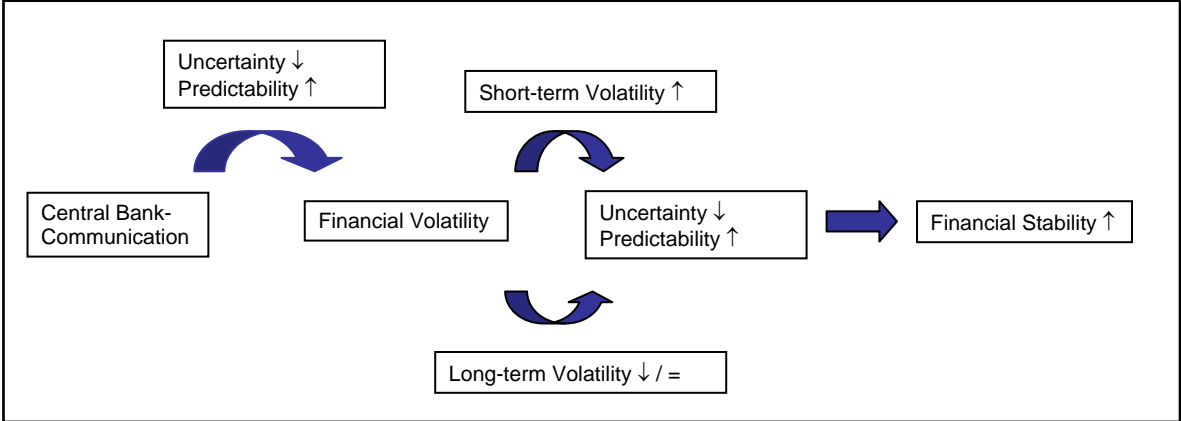 Uncertainty ↓
Predictability ↑
Short-term Volatility ↑
Central Bank-
Communication
Financial Volatility
Uncertainty ↓
Predictability ↑
Financial Stability ↑
Long-term Volatility ↓ / =